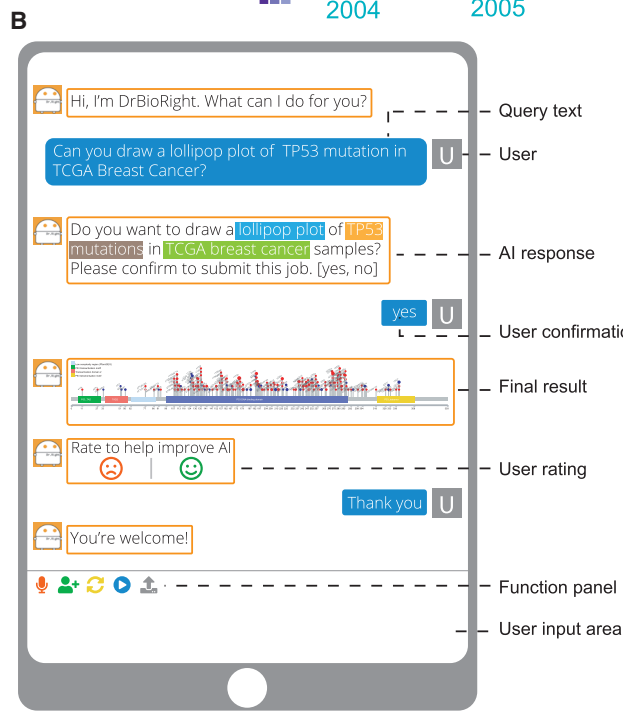 2004
2005
B
Hi, I'm DrBioRight. What can I do for you?
Query text
Can you draw a lollipop plot of TP53 mutation in
TCGA Breast Cancer?
U
User
Do you want to draw a lollipop plot of TP53
mutations in TCGA breast cancer samples?
Please confirm to submit this job. [yes, no]
AI response
yes
U
User confirmatio
Final result
Rate to help improve AI
User rating
Thank you
U
You're welcome!
Function panel
User input area